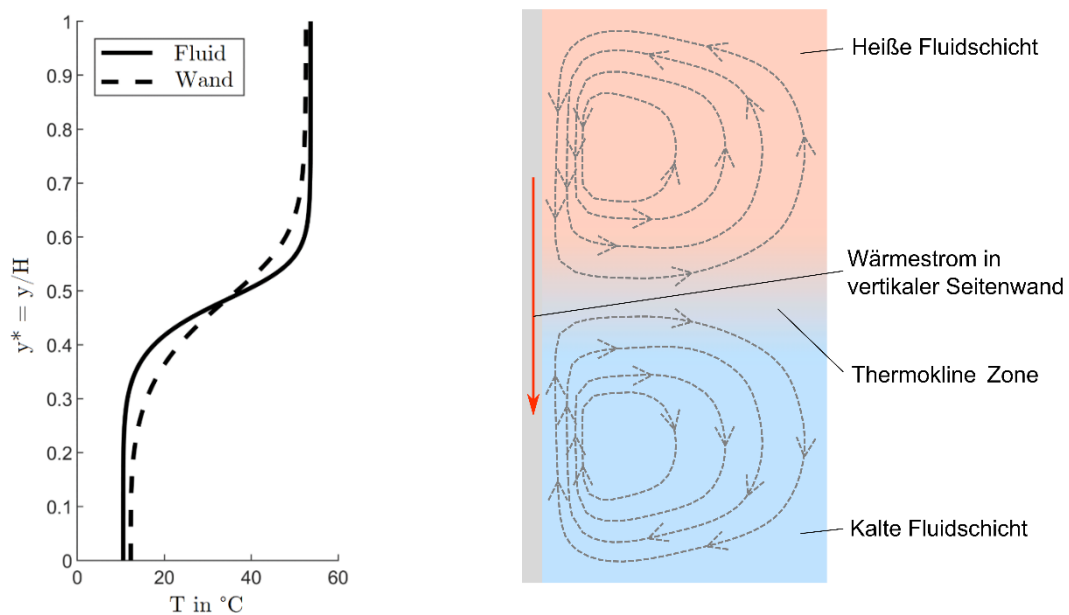 Fluid
Wand
1
0.9
0.8
0.7
0.6
0.5
0.4
0.3
0.2
0.1
0
0
20
40
60
y* = y/H
T in °C
Heiße Fluidschicht
Wärmestrom in
vertikaler Seitenwand
Thermokline Zone
Kalte Fluidschicht